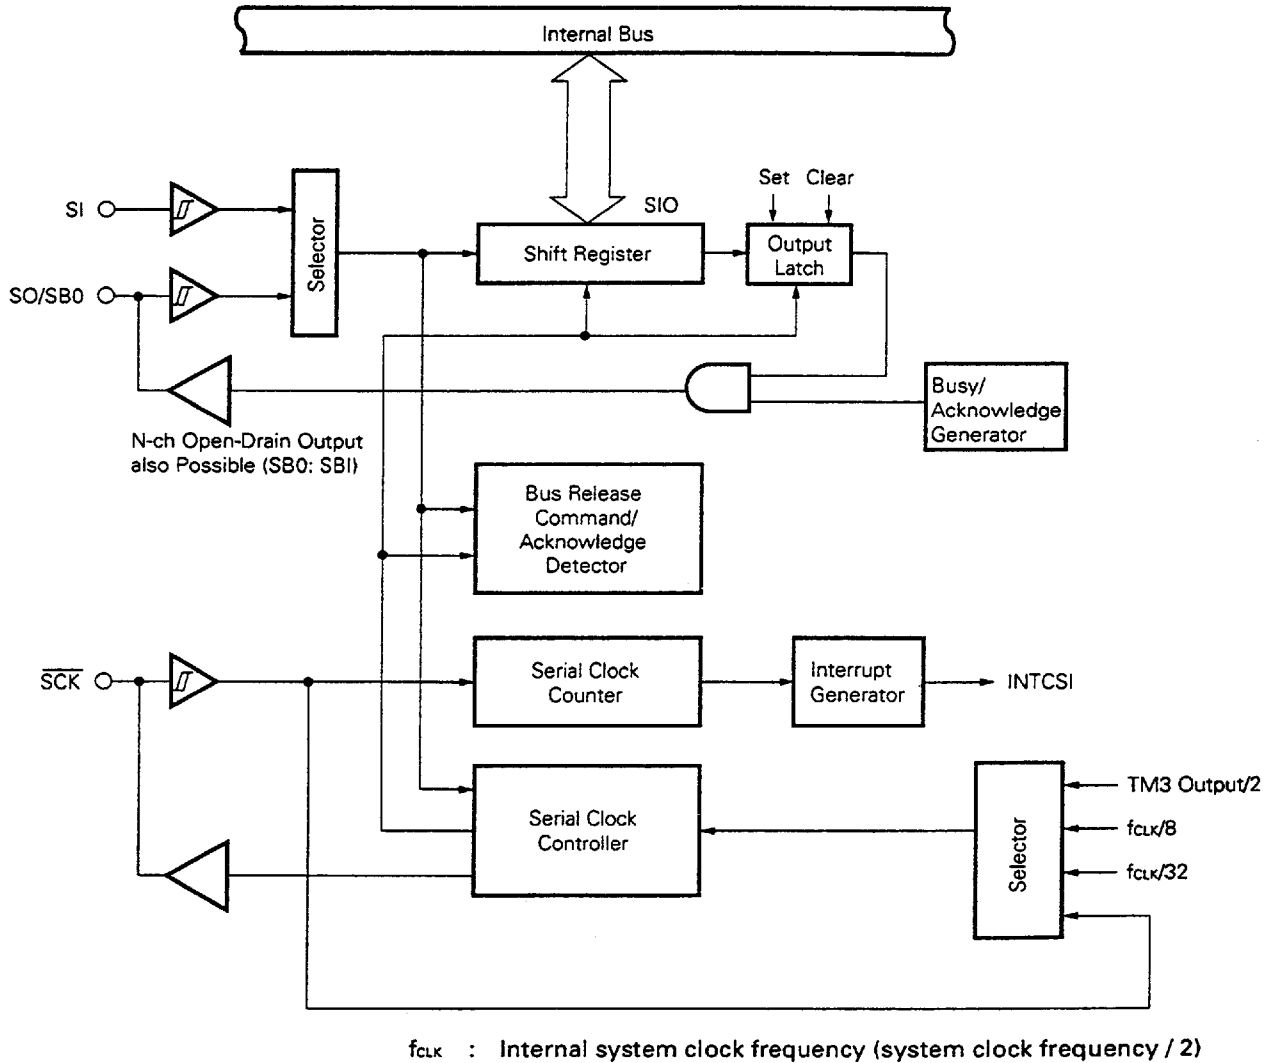 Internal Bus
Set Clear
SI
SIO
Selector
Shift Register
Output
Latch
SO/SB0
Busy/
Acknowledge
Generator
N-ch Open-Drain Output
also Possible (SB0: SBI)
Bus Release
Command/
Acknowledge
Detector
SCK
Serial Clock
Counter
Interrupt
Generator
INTCSI
Serial Clock
Controller
Selector
TM3 Output/2
fCLK/8
fCLK/32
fCLK : Internal system clock frequency (system clock frequency / 2)